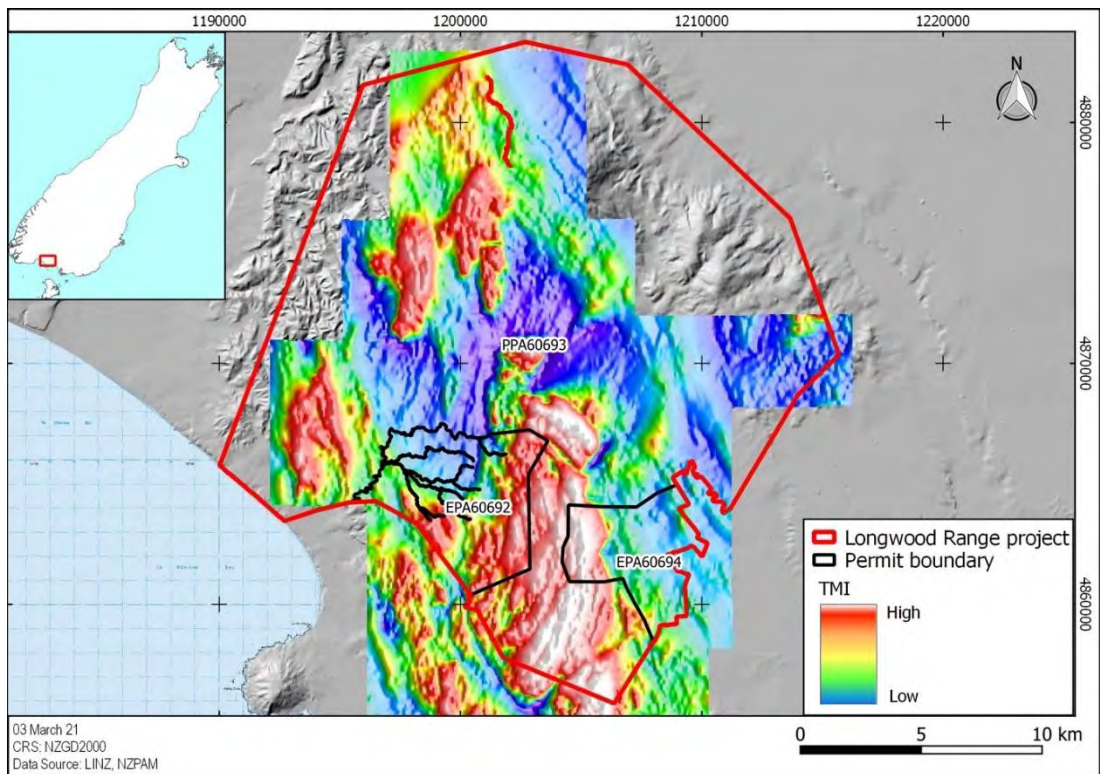 1190000
1200000
1210000
1220000
N
4880000
4870000
4860000
PPA60693
EPA60692
EPA60694
Longwood Range project
Permit boundary
TMI
High
Low
03 March 21
CRS: NZGD2000
Data Source: LINZ, NZPAM
0
5
10 km